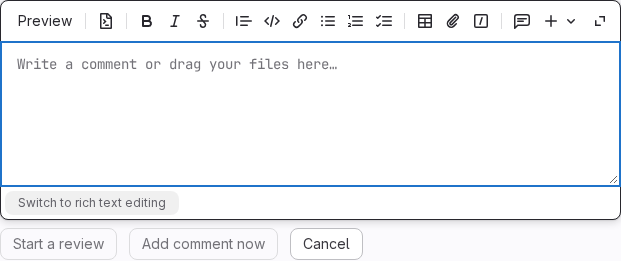 Preview
Write a comment or drag your files here…
Switch to rich text editing
Start a review Add comment now Cancel